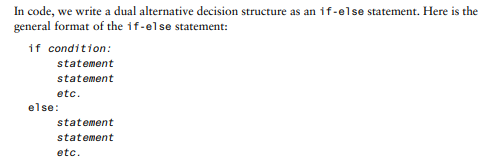 In code, we write a dual alternative decision structure as an if-else statement. Here is the
general format of the if-else statement:
if condition:
statement
statement
etc.
else:
statement
statement
etc.